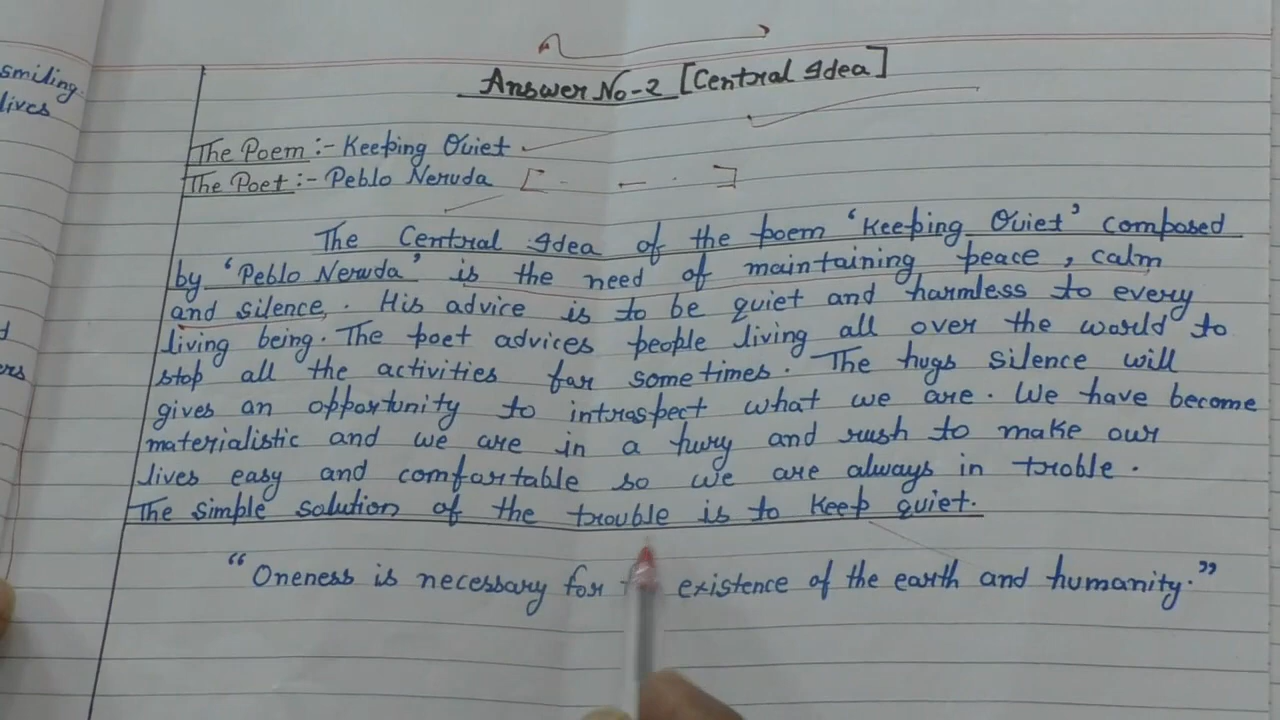 smiling
lives
Answer No-2 [Central Idea]
The Poem :- Keeping Quiet
The Poet :- Peblo Neruda
The Central Idea of the poem ‘Keeping Quiet’ composed
by ‘Peblo Neruda’ is the need of maintaining peace, calm
and silence. His advice is to be quiet and harmless to every
living being. The poet advices people living all over the world to
stop all the activities far sometimes. The hugs silence will
gives an opportunity to intraspect what we are. We have become
materialistic and we are in a hury and rush to make our
lives easy and comfortable so we are always in troble.
The simple solution of the trouble is to keep quiet.
“Oneness is necessary for existence of the earth and humanity.”